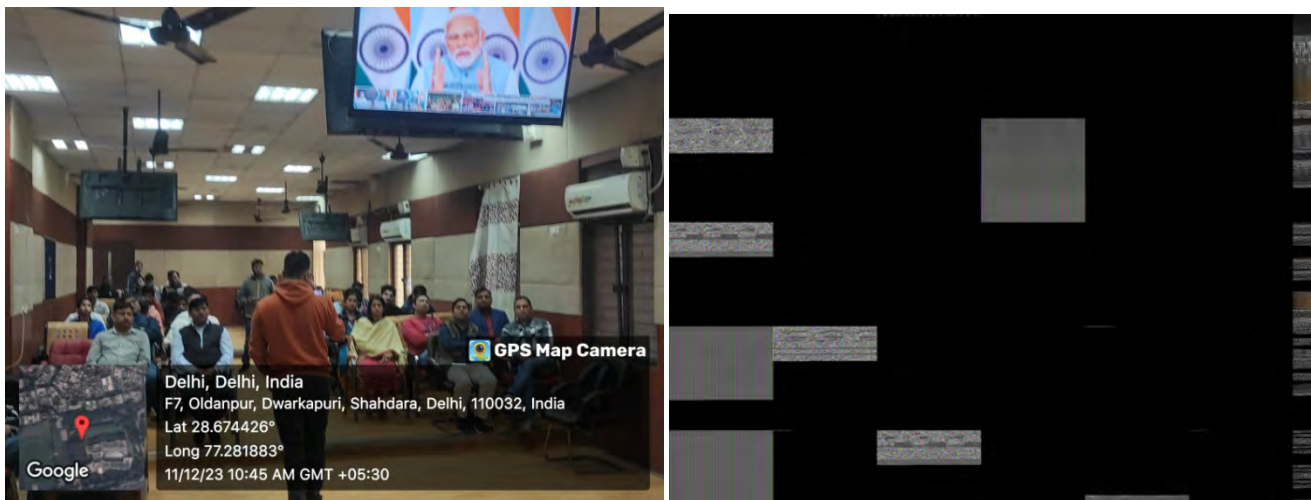 GPS Map Camera
Delhi, Delhi, India
F7, Oldanpur, Dwarkapuri, Shahdara, Delhi, 110032, India
Lat 28.674426°
Long 77.281883°
11/12/23 10:45 AM GMT +05:30
Google